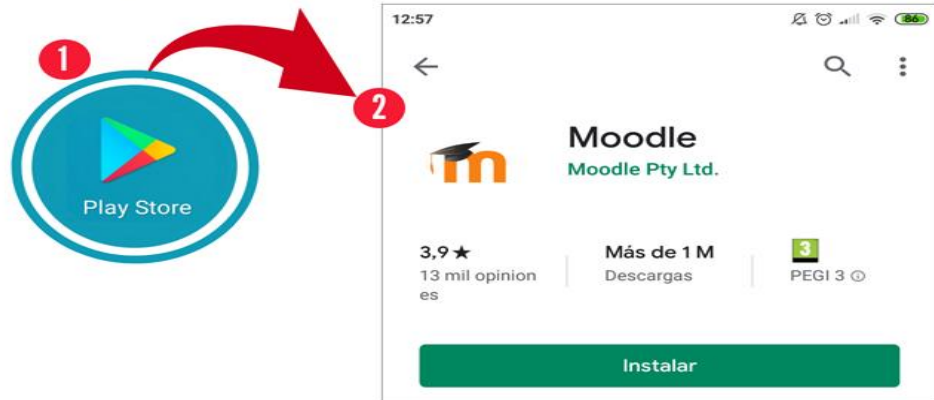 1
Play Store
2
12:57
86
m
Moodle
Moodle Pty Ltd.
3,9★
13 mil opinion
es
Más de 1 M
Descargas
3
PEGI 3
Instalar